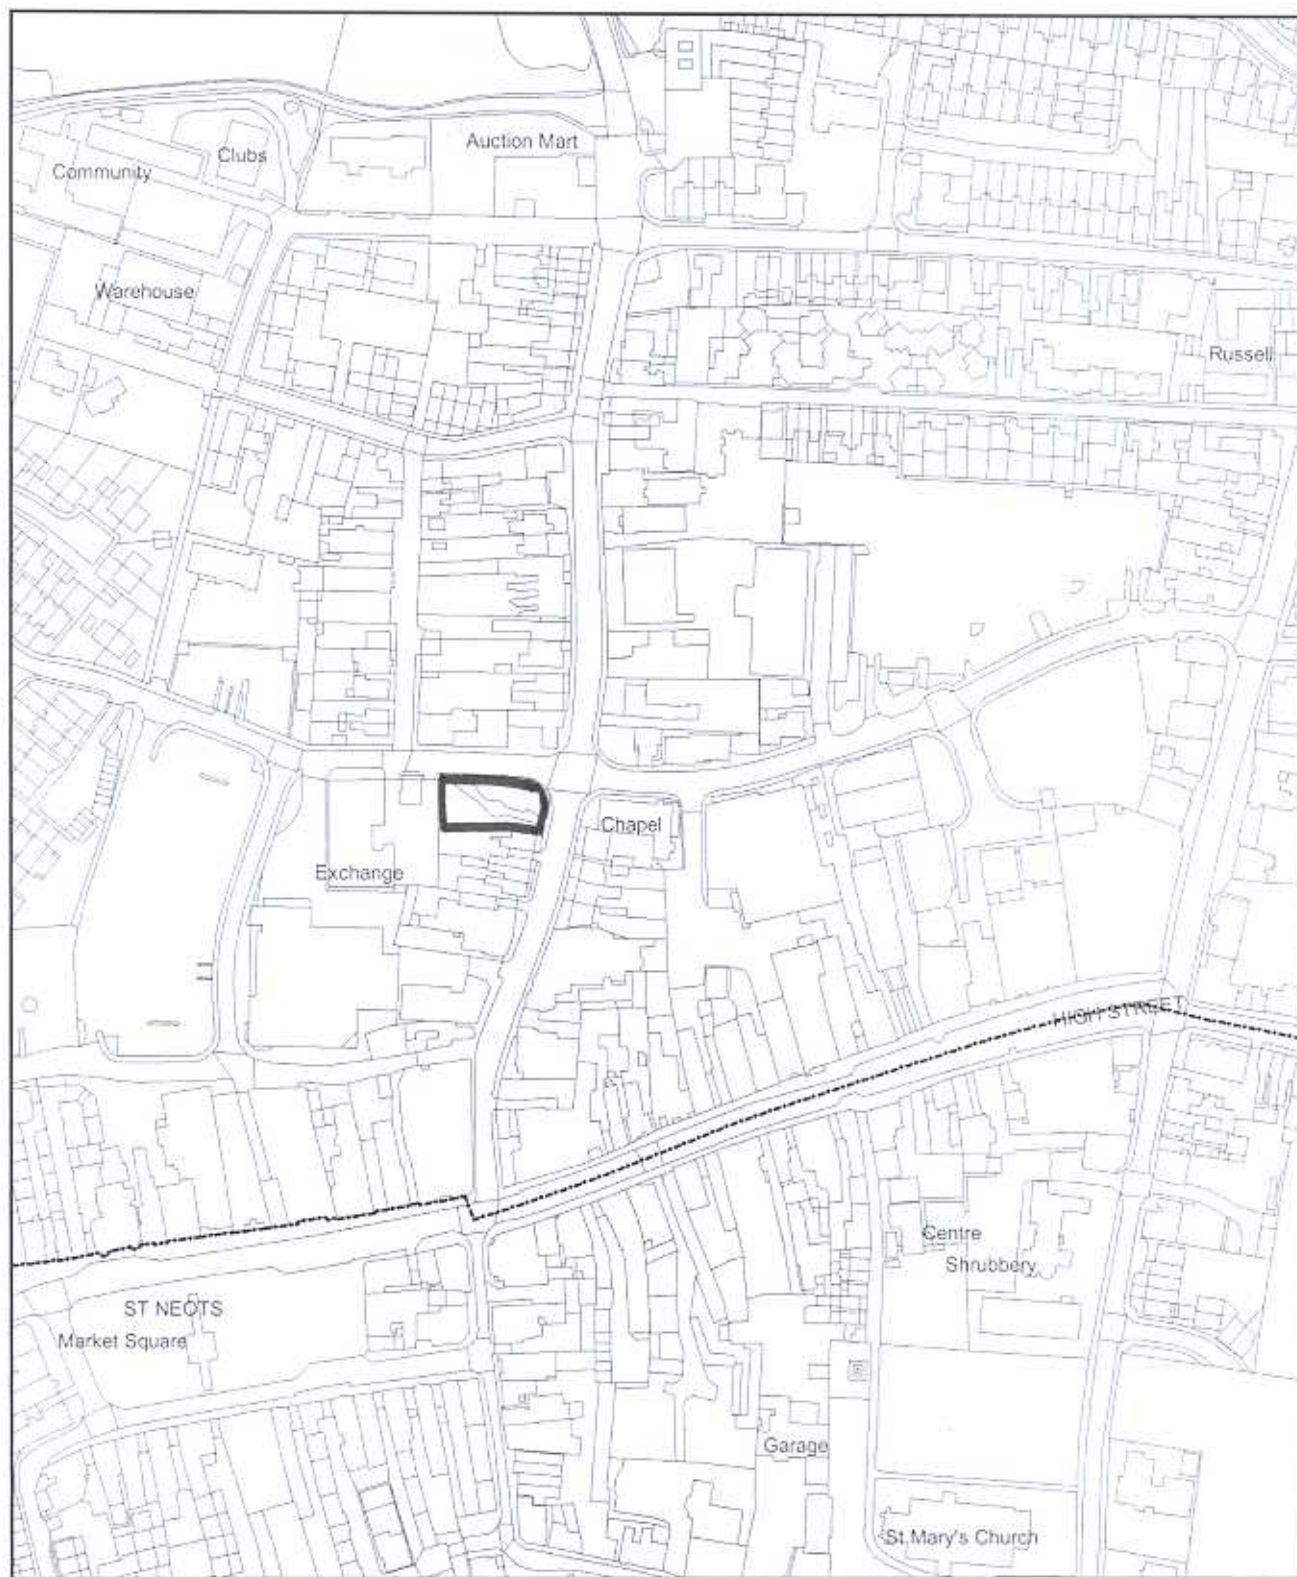 Auction Mart
Clubs
Community
Warehouse
Russell
Chapel
Exchange
HIGH STREET
Centre
Shrubbery
ST NEOTS
Market Square
Garage
St Mary's Church